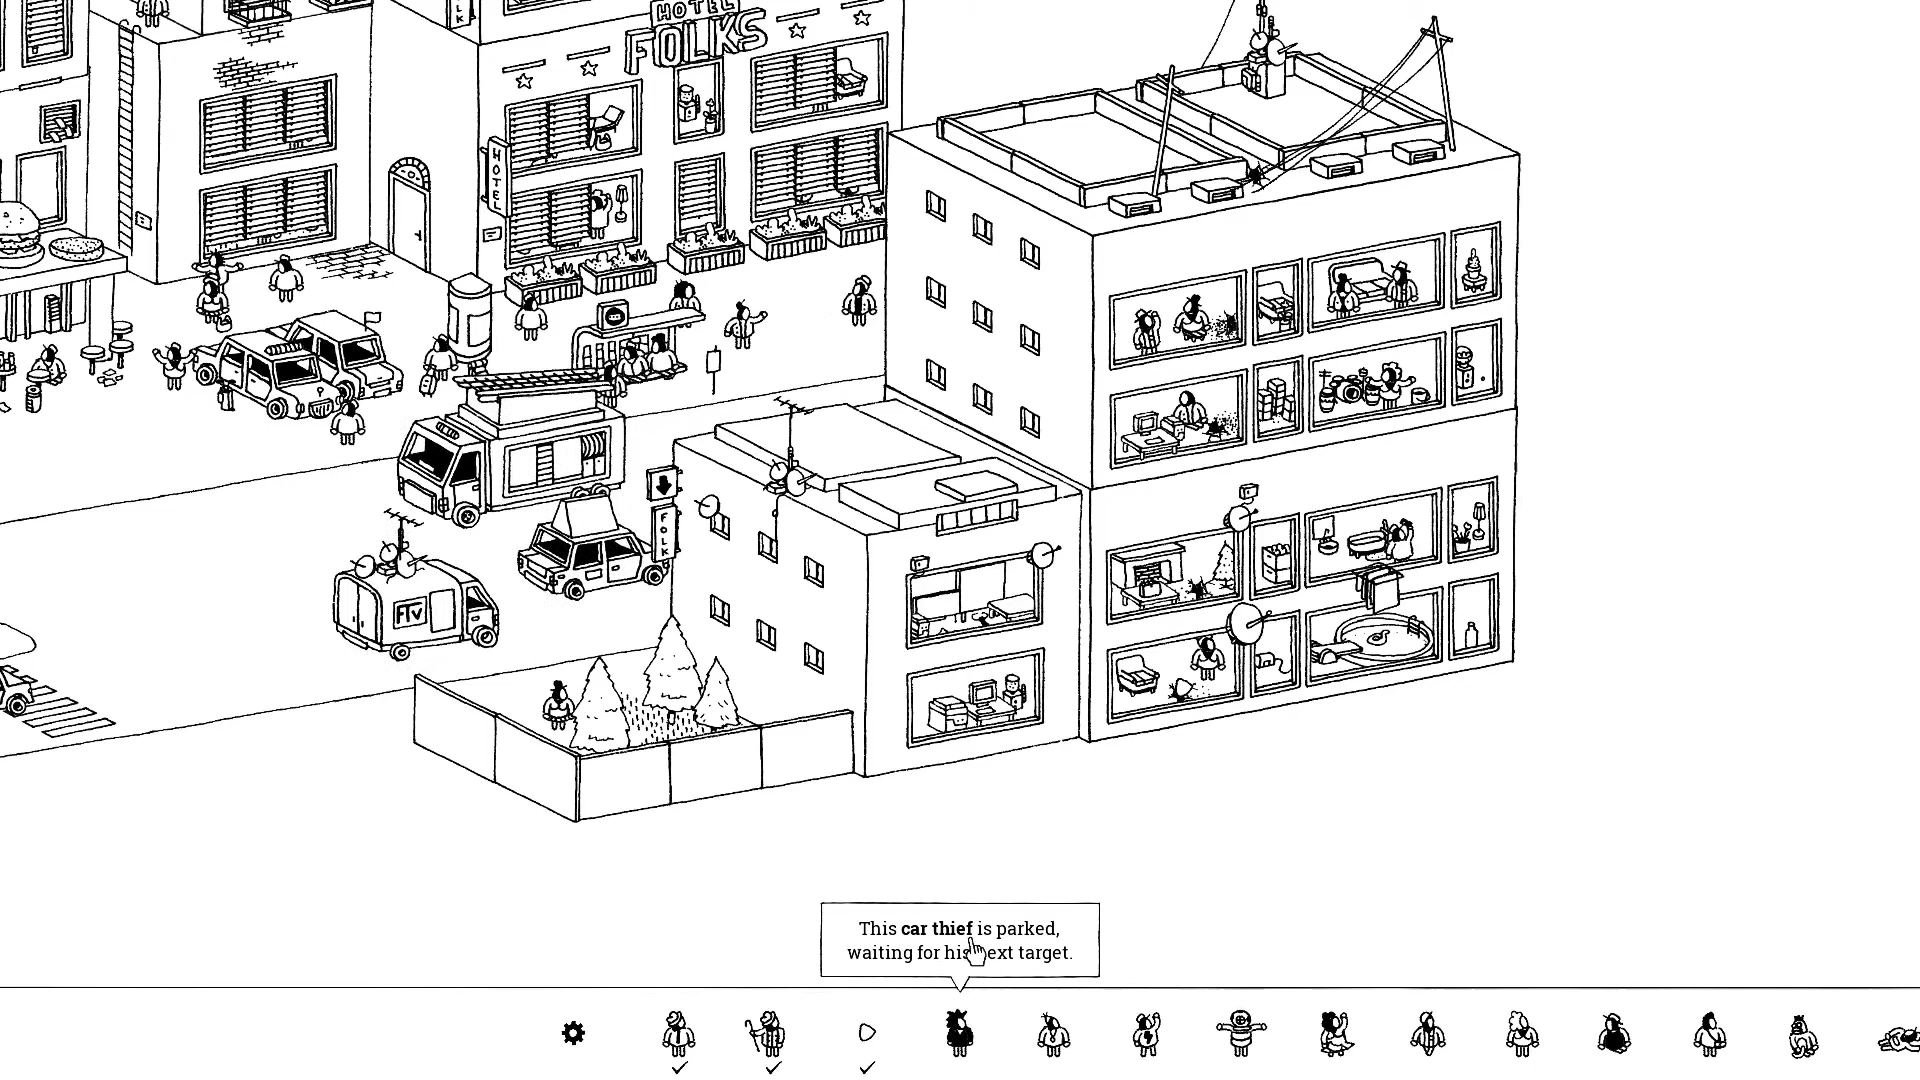 HOTEL
FOLKS
HOTEL
FOLK
FTV
This car thief is parked,
waiting for his next target.